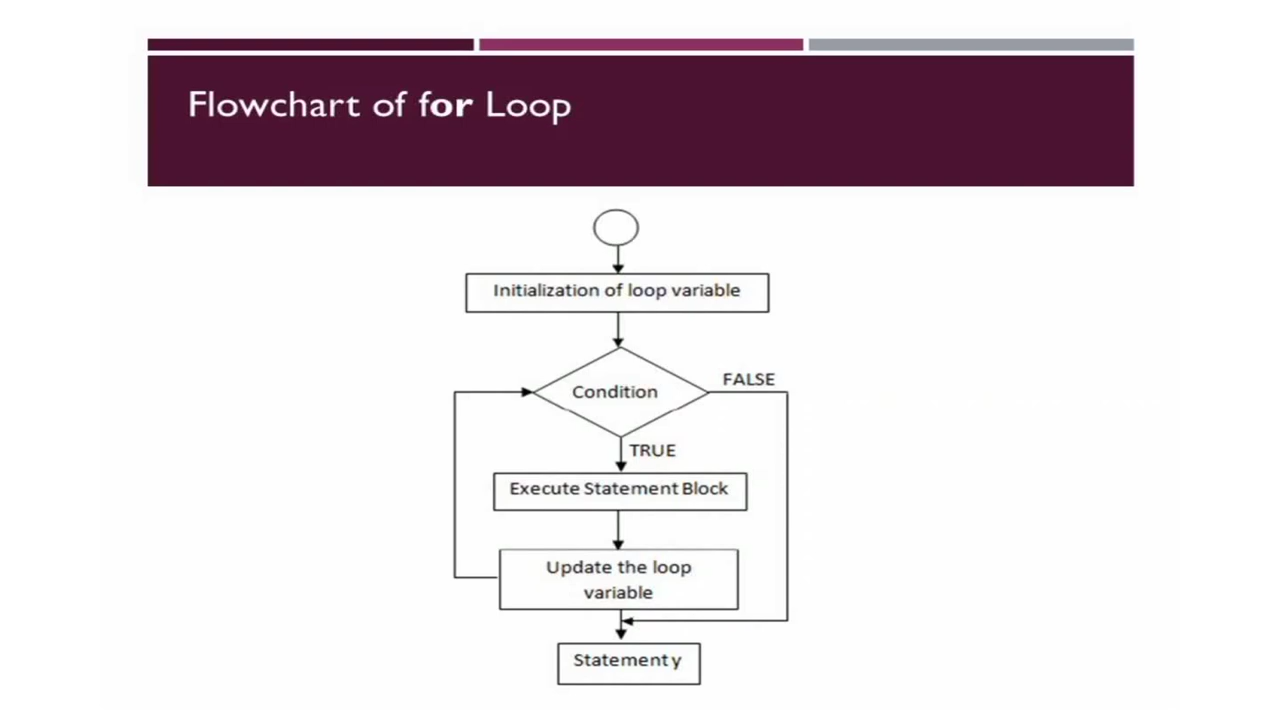 Flowchart of for Loop
Initialization of loop variable
Condition
FALSE
TRUE
Execute Statement Block
Update the loop
variable
Statement y